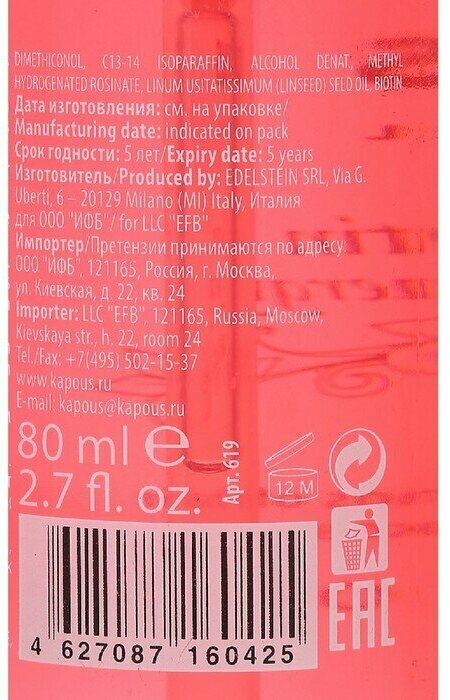 DIMETHICONOL, C13-14 ISOPARAFFIN, ALCOHOL DENAT., METHYL
HYDROGENATED ROSINATE, LINUM USITATISSIMUM (LINSEED) SELD OIL, BIOTIN
Дата изготовления: см. на упаковке/
Manufacturing date: indicated on pack
Срок годности: 5 лет/Expiry date: 5 years
Изготовитель/Produced by: EDELSTEIN SRL, Via G.
Uberti, 6 – 20129 Milano (MI) Italy, Италия
для ООО "ИФБ" / for LLC "EFB"
Импортер/Претензии принимаются по адресу:
ООО "ИФБ", 121165, Россия, г. Москва,
ул. Киевская, д. 22, кв. 24
Importer: LLC "EFB", 121165, Russia, Moscow,
Kievskaya str., h. 22, room 24
Tel./Fax: +7(495) 502-15-37
www.kapous.ru
E-mail: kapous@kapous.ru
80 ml e
2.7 fl. oz.
Арт. 619
12 M
EAC
4 627087 160425